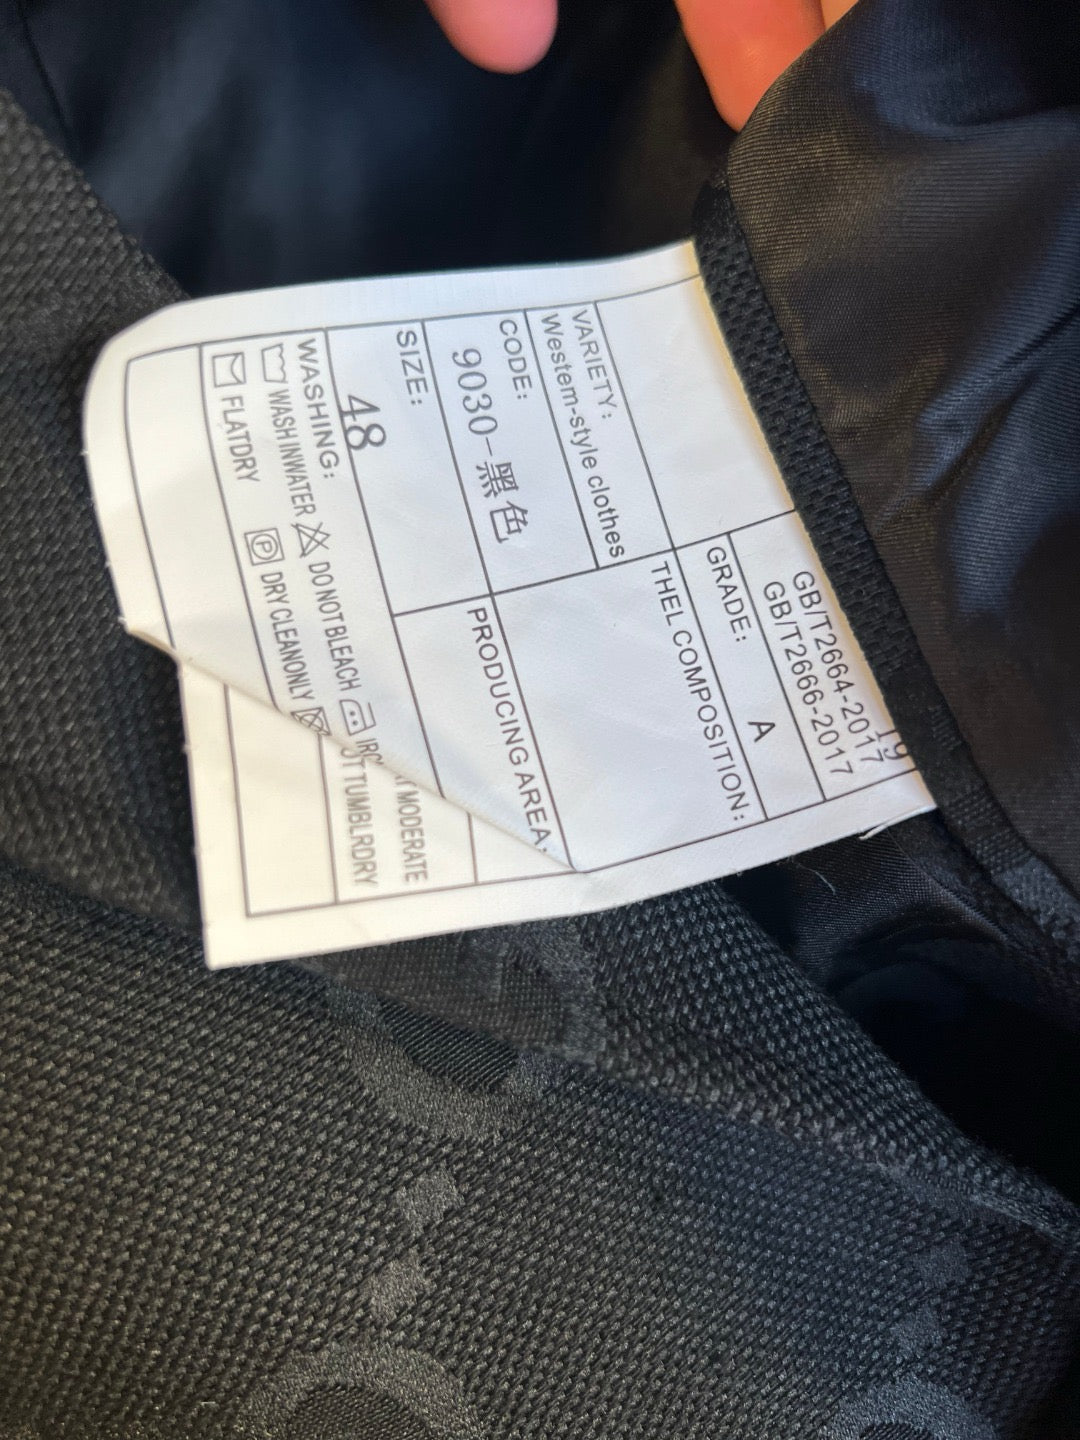 19
GB/T2664-2017
GB/T2666-2017
GRADE: A
VARIETY:
Westem-style clothes
THEL COMPOSITION:
CODE:
9030-黑色
PRODUCING AREA:
SIZE:
48
WASHING:
WASHINWATER DO NOT BLEACH MODERATE
FLATDRY P DRY CLEANONLY TUMBLRDRY